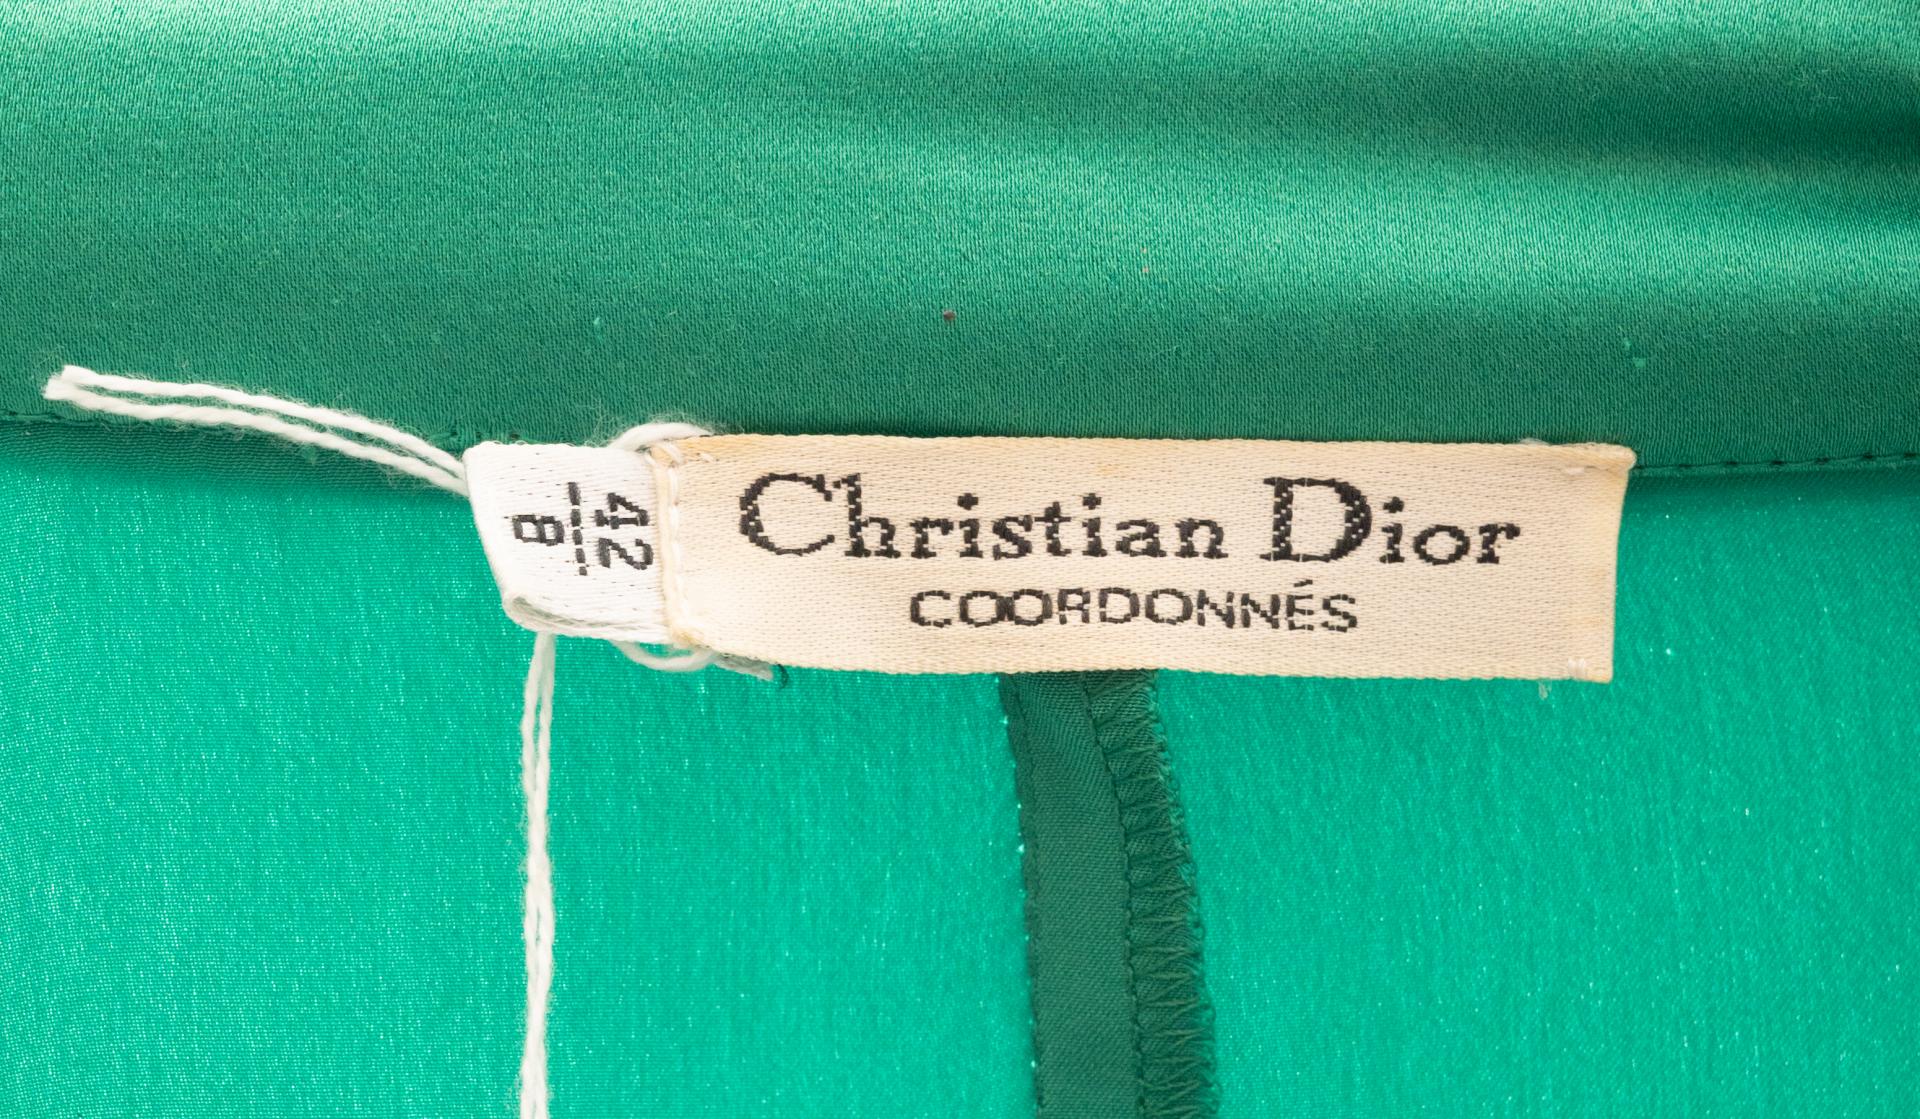 42
8
Christian Dior
COORDONNÉS